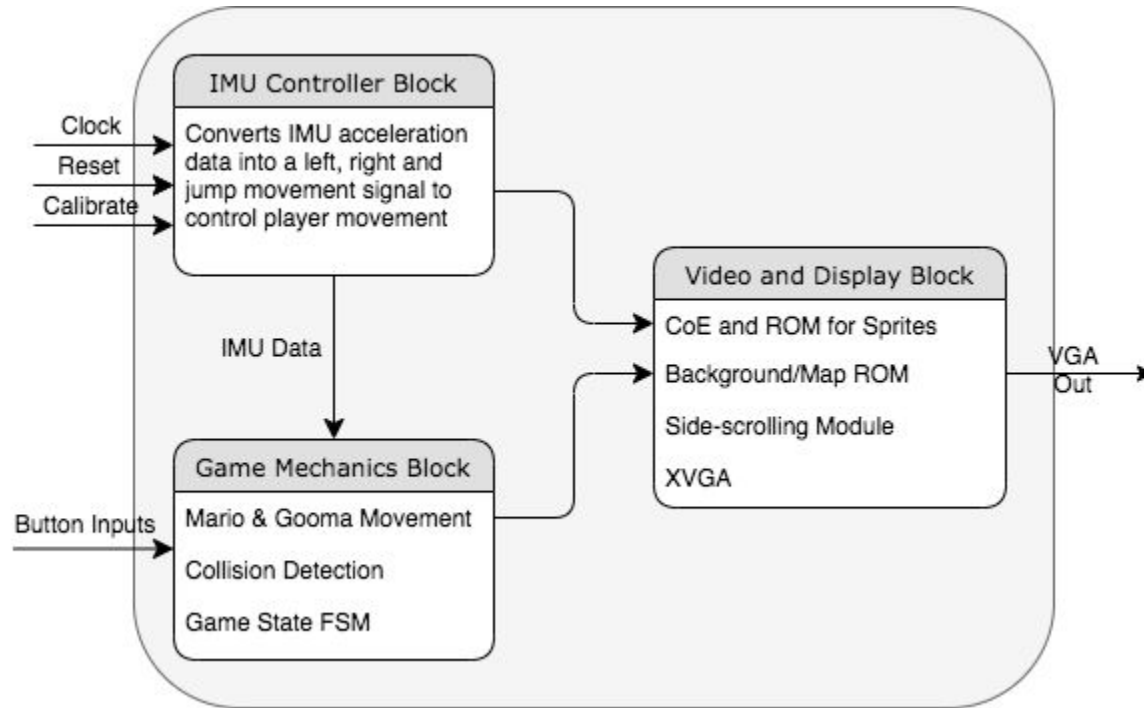 IMU Controller Block
Clock
Reset
Calibrate
Converts IMU acceleration
data into a left, right and
jump movement signal to
control player movement
IMU Data
Video and Display Block
CoE and ROM for Sprites
Background/Map ROM
Side-scrolling Module
XVGA
VGA
Out
Game Mechanics Block
Button Inputs
Mario & Gooma Movement
Collision Detection
Game State FSM